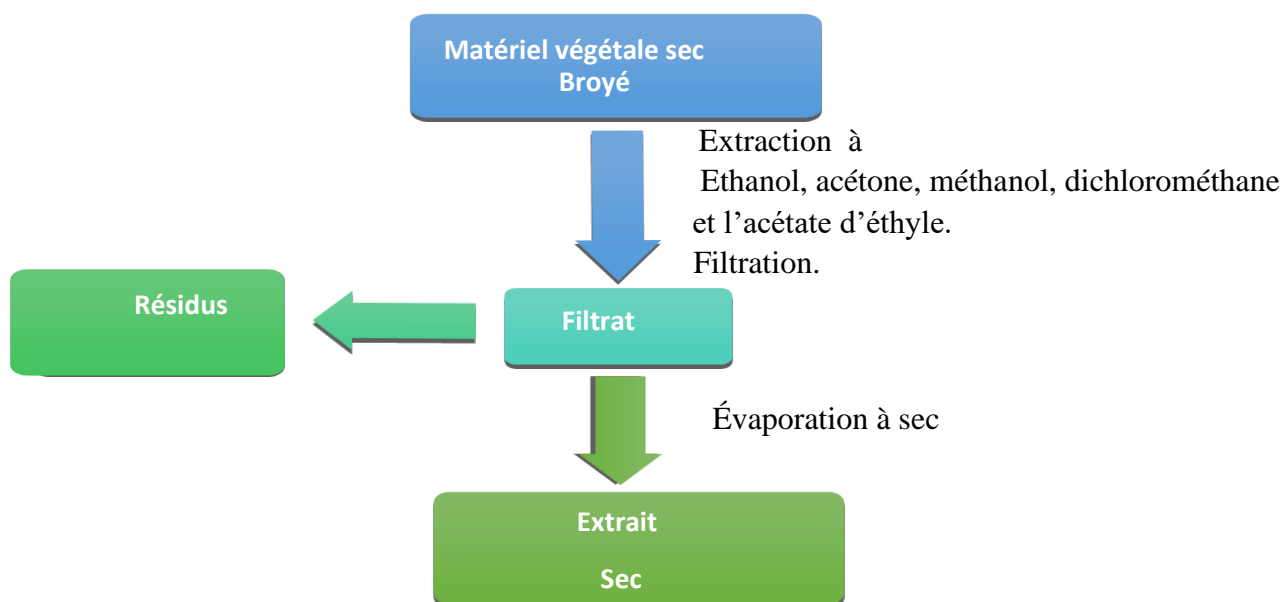 Matériel végétale sec
Broyé
Extraction à
Ethanol, acétone, méthanol, dichlorométhane
et l’acétate d’éthyle.
Filtration.
Résidus
Filtrat
Évaporation à sec
Extrait
Sec